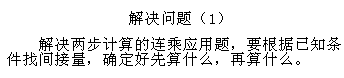 解决问题（1）
解决两步计算的连乘应用题，要根据已知条
件找间接量，确定好先算什么，再算什么。